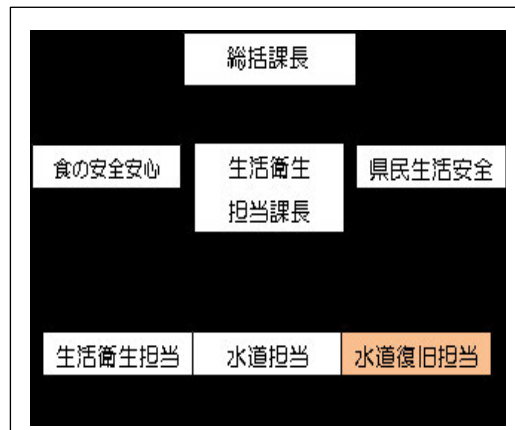 総括課長
食の安全安心
生活衛生
担当課長
県民生活安全
生活衛生担当
水道担当
水道復旧担当